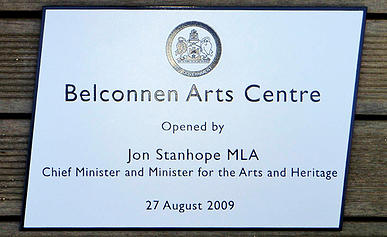 Belconnen Arts Centre
Opened by
Jon Stanhope MLA
Chief Minister and Minister for the Arts and Heritage
27 August 2009